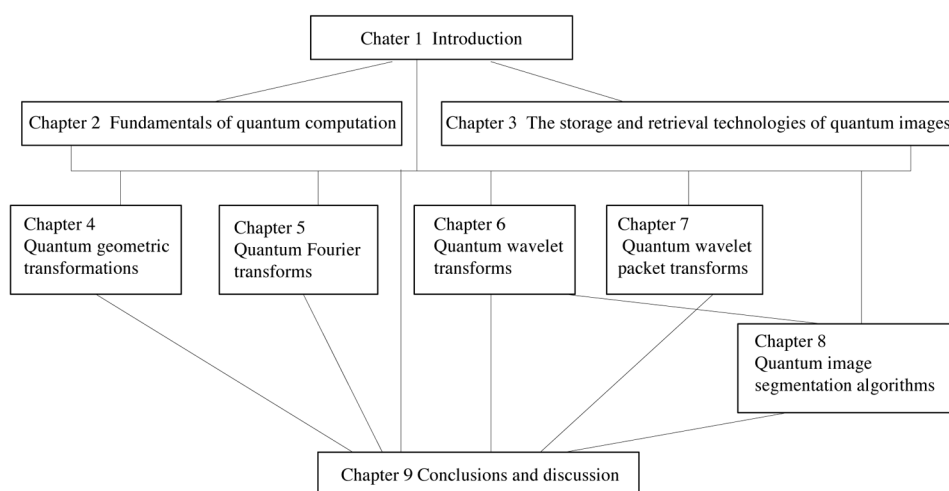 Chater 1 Introduction
Chapter 2 Fundamentals of quantum computation
Chapter 3 The storage and retrieval technologies of quantum images
Chapter 4
Quantum geometric
transformations
Chapter 5
Quantum Fourier
transforms
Chapter 6
Quantum wavelet
transforms
Chapter 7
Quantum wavelet
packet transforms
Chapter 8
Quantum image
segmentation algorithms
Chapter 9 Conclusions and discussion